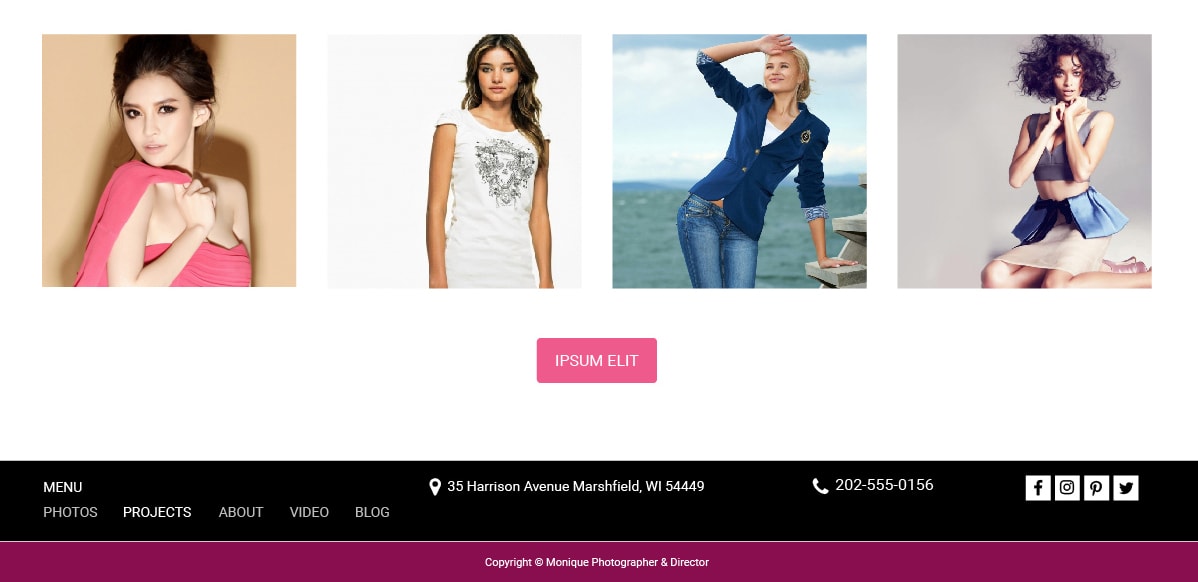 IPSUM ELIT
MENU
PHOTOS PROJECTS ABOUT VIDEO BLOG
35 Harrison Avenue Marshfield, WI 54449
202-555-0156
Copyright © Monique Photographer & Director